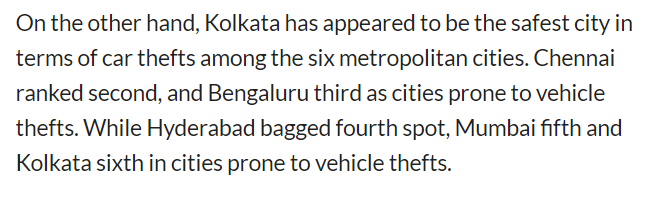 On the other hand, Kolkata has appeared to be the safest city in
terms of car thefts among the six metropolitan cities. Chennai
ranked second, and Bengaluru third as cities prone to vehicle
thefts. While Hyderabad bagged fourth spot, Mumbai fifth and
Kolkata sixth in cities prone to vehicle thefts.